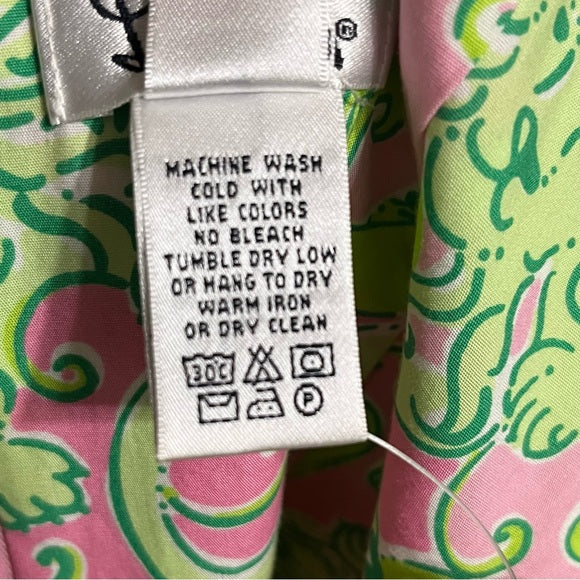 ®
MACHINE WASH
COLD WITH
LIKE COLORS
NO BLEACH
TUMBLE DRY LOW
OR HANG TO DRY
WARM IRON
OR DRY CLEAN
30C
P